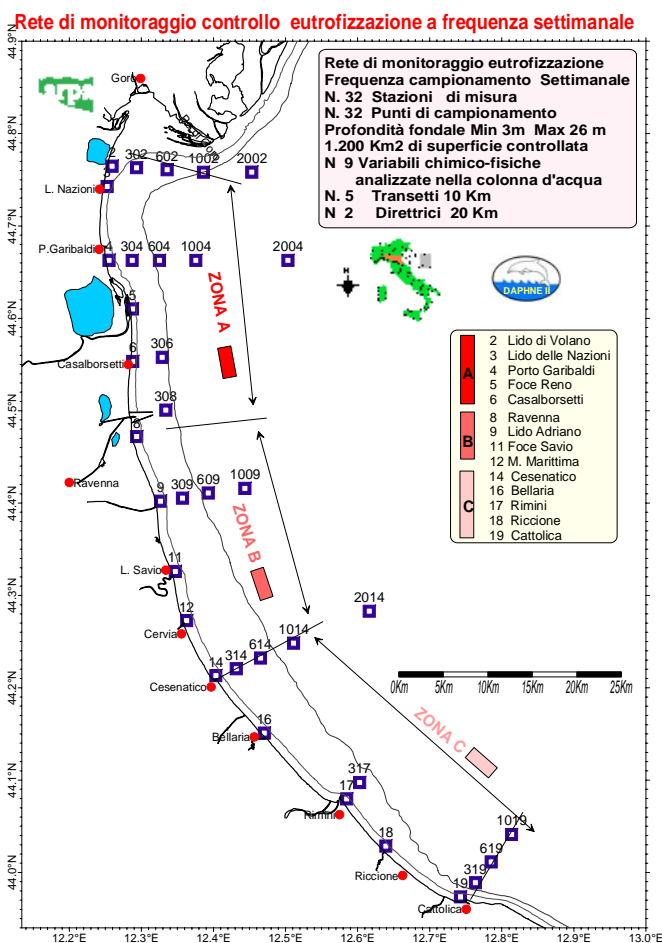 Rete di monitoraggio controllo eutrofizzazione a frequenza settimanale
Rete di monitoraggio eutrofizzazione
Frequenza campionamento Settimanale
N. 32 Stazioni di misura
N. 32 Punti di campionamento
Profondità fondale Min 3m Max 26 m
1.200 Km2 di superficie controllata
N 9 Variabili chimico-fisiche
analizzate nella colonna d'acqua
N. 5 Transetti 10 Km
N 2 Direttrici 20 Km
44.9°N
44.8°N
44.7°N
44.6°N
44.5°N
44.4°N
44.3°N
44.2°N
44.1°N
44.0°N
arpa
Goro
2 302 602 1002 2002
3
L. Nazioni
P.Garibaldi
4 304 604 1004 2004
5
6 306
Casalborsetti
308
8
Ravenna
9 309 609 1009
11
L. Savio
12
Cervia
14 314 614 1014 2014
Cesenatico
16
Bellaria
17 317
Rimini
18
Riccione
19 319 619 1019
Cattolica
ZONA A
ZONA B
ZONA C
N
DAPHNE II
A
2 Lido di Volano
3 Lido delle Nazioni
4 Porto Garibaldi
5 Foce Reno
6 Casalborsetti
B
8 Ravenna
9 Lido Adriano
11 Foce Savio
12 M. Marittima
C
14 Cesenatico
16 Bellaria
17 Rimini
18 Riccione
19 Cattolica
0Km 5Km 10Km 15Km 20Km 25Km
12.2°E 12.3°E 12.4°E 12.5°E 12.6°E 12.7°E 12.8°E 12.9°E 13.0°E